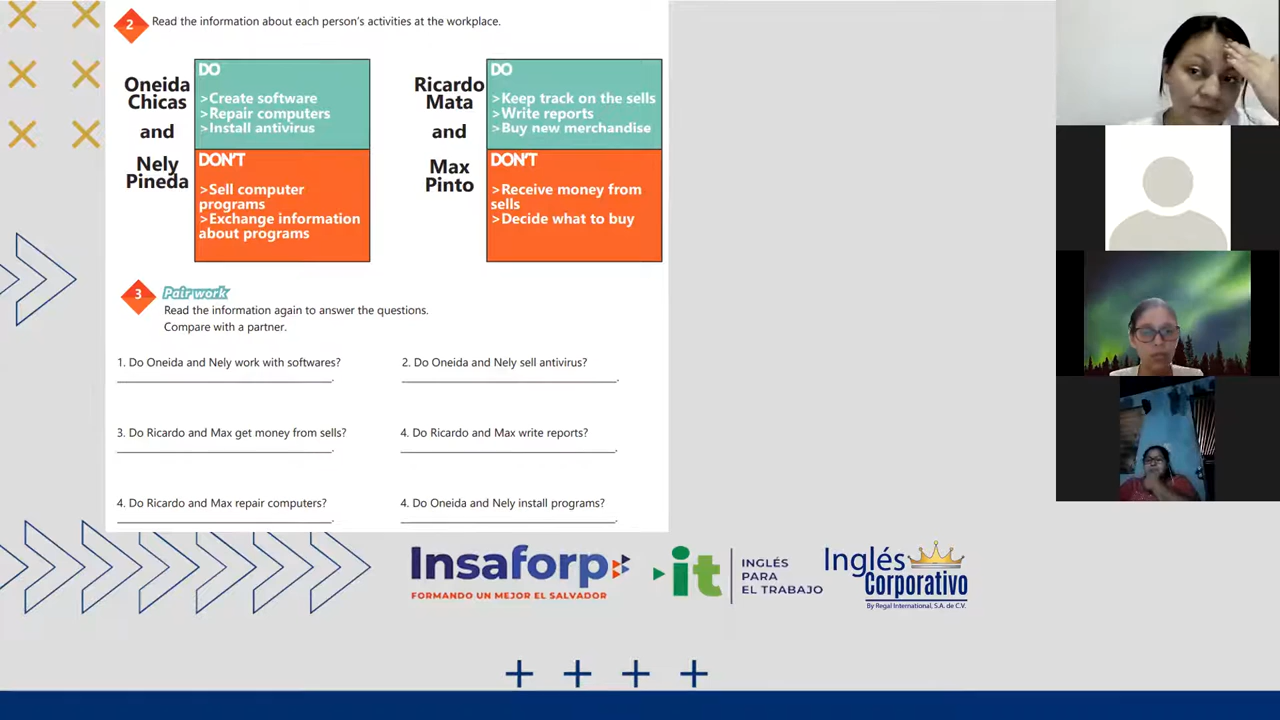 2
Read the information about each person's activities at the workplace.
Oneida
Chicas
and
Nely
Pineda
DO
>Create software
>Repair computers
>Install antivirus
DON'T
>Sell computer
programs
>Exchange information
about programs
Ricardo
Mata
and
Max
Pinto
DO
>Keep track on the sells
>Write reports
>Buy new merchandise
DON'T
>Receive money from
sells
>Decide what to buy
3
Pair work
Read the information again to answer the questions.
Compare with a partner.
1. Do Oneida and Nely work with softwares?
2. Do Oneida and Nely sell antivirus?
3. Do Ricardo and Max get money from sells?
4. Do Ricardo and Max write reports?
4. Do Ricardo and Max repair computers?
4. Do Oneida and Nely install programs?
Insaforp
FORMANDO UN MEJOR EL SALVADOR
it
INGLÉS
PARA
EL TRABAJO
Inglés
Corporativo
By Regal International, S.A. de C.V.